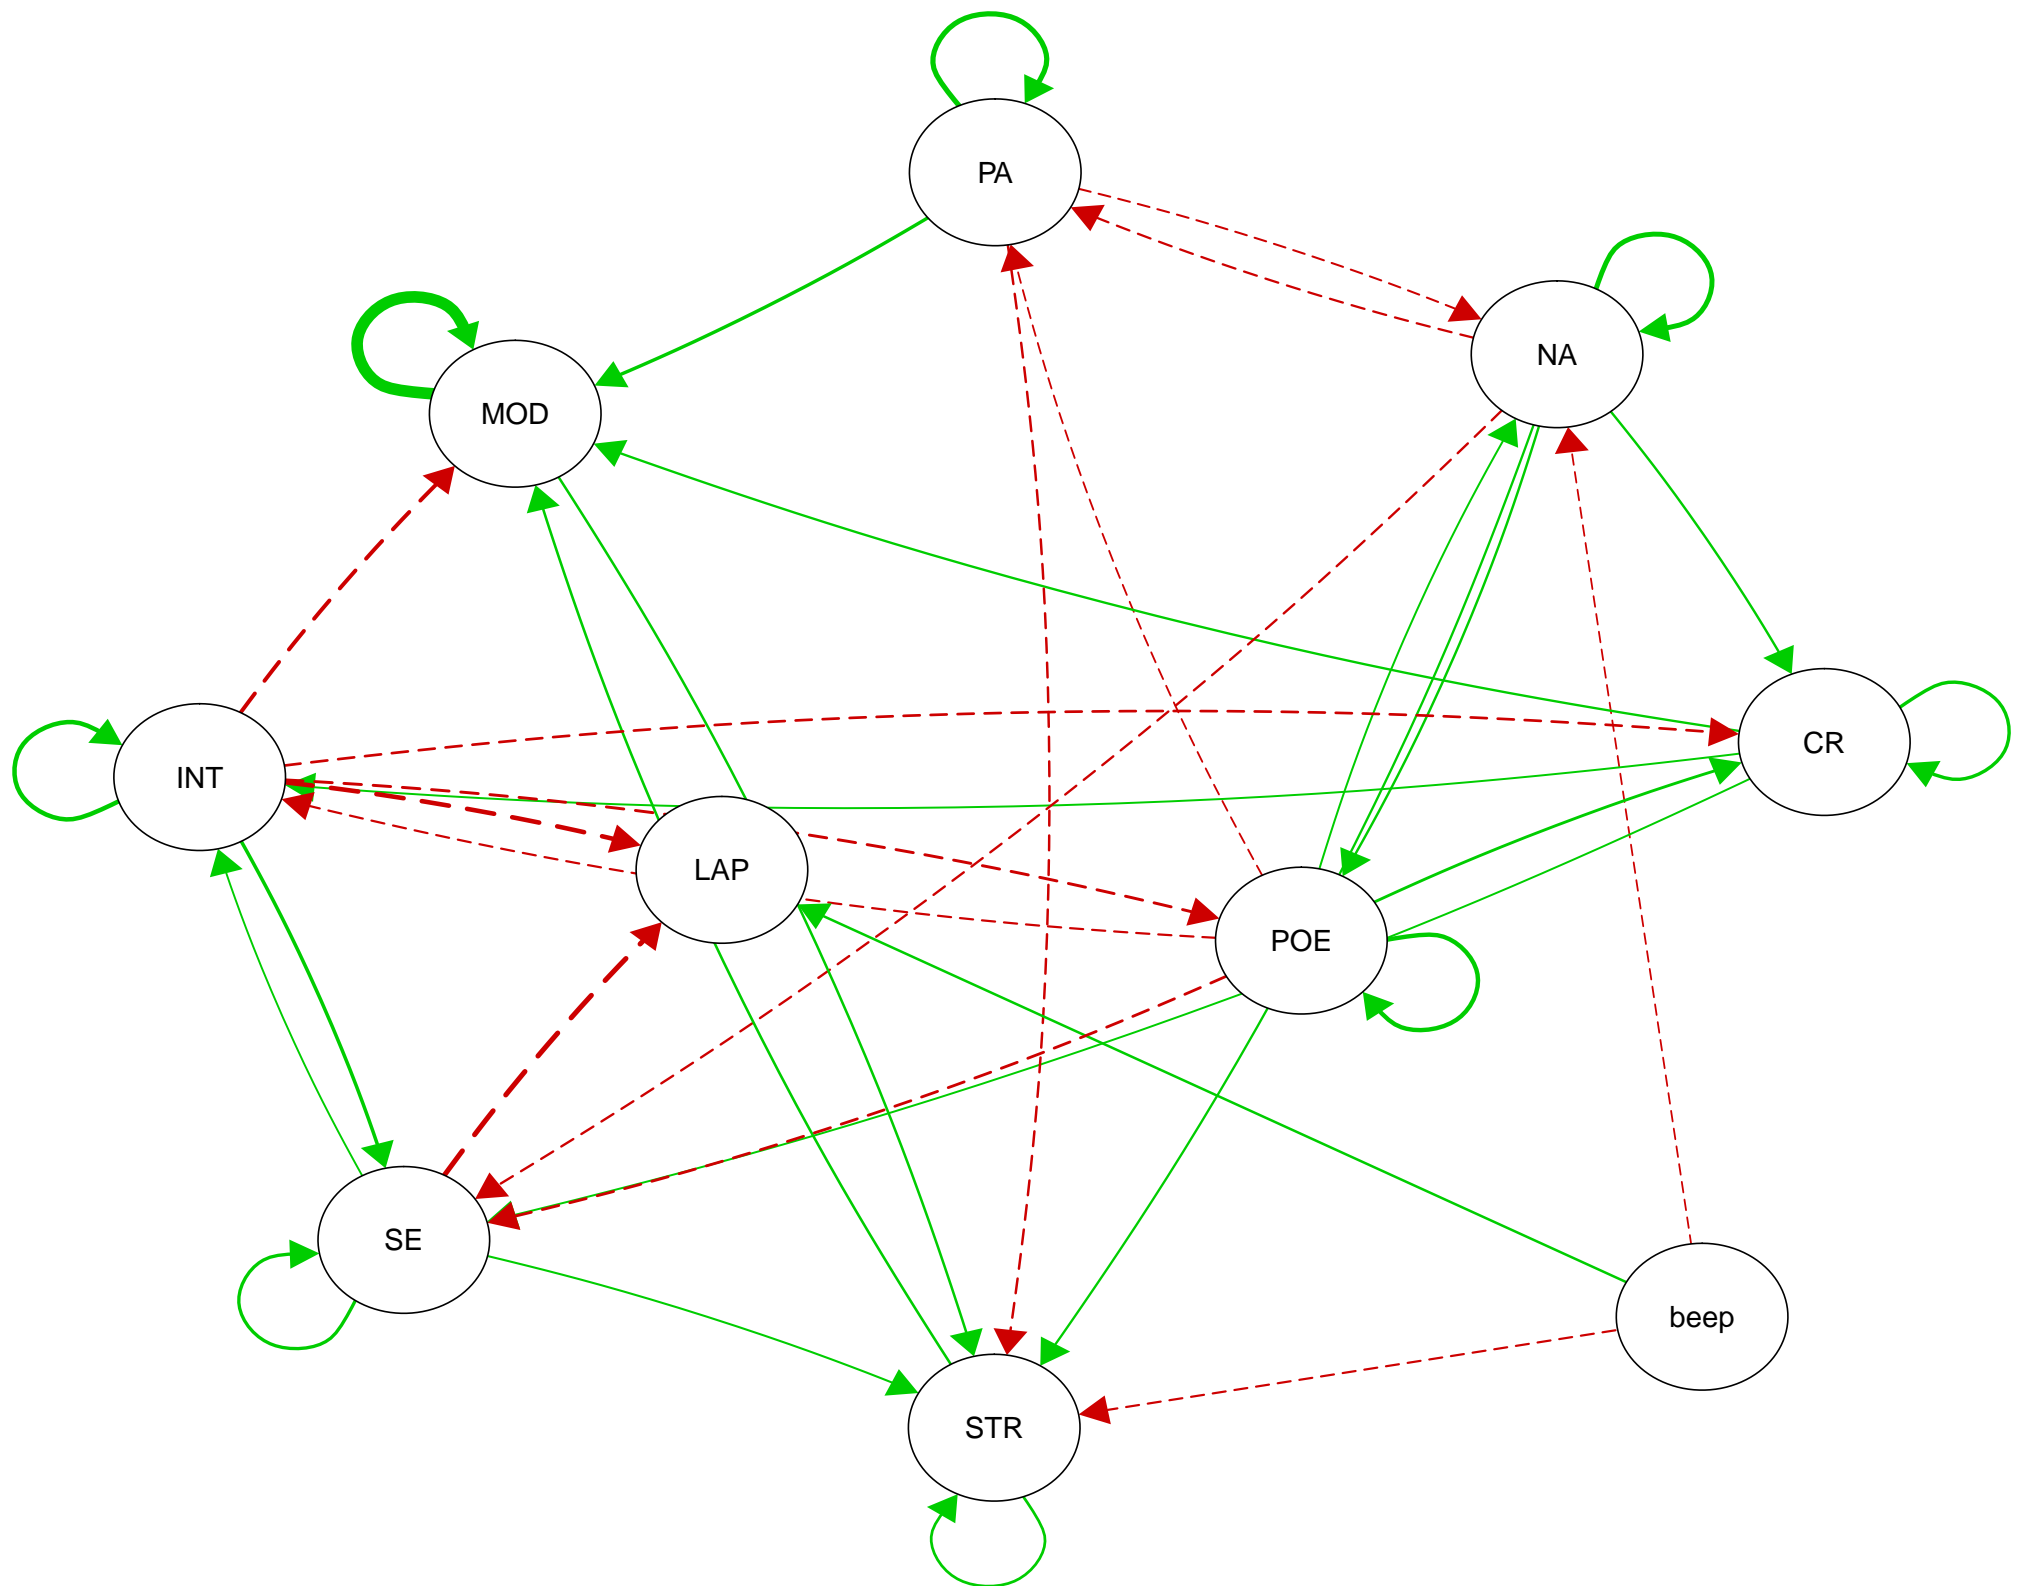 PA
NA
MOD
CR
INT
LAP
POE
SE
beep
STR